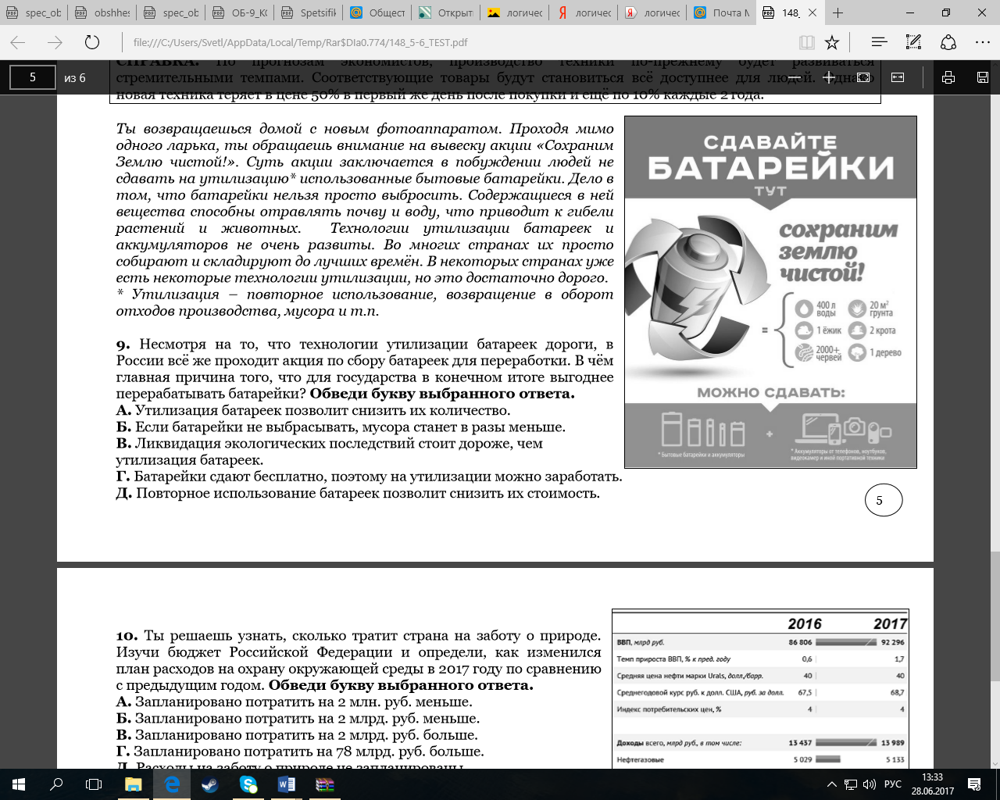 spec_ob
obshhes
spec_ob
ОБ-9_КС
Spetsifik
Общест
Открыт
логичес
логичес
логичес
Почта М
148_
file:///C:/Users/Svetl/AppData/Local/Temp/Rar$DIa0.774/148_5-6_TEST.pdf
5 из 6
СПРАВКА. По прогнозам экономистов, производство техники по-прежнему будет развиваться
стремительными темпами. Соответствующие товары будут становиться всё доступнее для людей. Однако
новая техника теряет в цене 50% в первый же день после покупки и ещё по 10% каждые 2 года.
Ты возвращаешься домой с новым фотоаппаратом. Проходя мимо
одного ларька, ты обращаешь внимание на вывеску акции «Сохраним
Землю чистой!». Суть акции заключается в побуждении людей не
сдавать на утилизацию* использованные бытовые батарейки. Дело в
том, что батарейки нельзя просто выбросить. Содержащиеся в ней
вещества способны отравлять почву и воду, что приводит к гибели
растений и животных. Технологии утилизации батареек и
аккумуляторов не очень развиты. Во многих странах их просто
собирают и складируют до лучших времён. В некоторых странах уже
есть некоторые технологии утилизации, но это достаточно дорого.
* Утилизация – повторное использование, возвращение в оборот
отходов производства, мусора и т.п.
СДАВАЙТЕ
БАТАРЕЙКИ
ТУТ
сохраним
землю
чистой!
=
400 л
воды
20 м²
грунта
1 ёжик
2 крота
2000+
червей
1 дерево
МОЖНО СДАВАТЬ:
+
* Бытовые батарейки и аккумуляторы
* Аккумуляторы от телефонов, ноутбуков,
видеокамер и иной портативной техники
9. Несмотря на то, что технологии утилизации батареек дороги, в
России всё же проходит акция по сбору батареек для переработки. В чём
главная причина того, что для государства в конечном итоге выгоднее
перерабатывать батарейки? Обведи букву выбранного ответа.
А. Утилизация батареек позволит снизить их количество.
Б. Если батарейки не выбрасывать, мусора станет в разы меньше.
В. Ликвидация экологических последствий стоит дороже, чем
утилизация батареек.
Г. Батарейки сдают бесплатно, поэтому на утилизации можно заработать.
Д. Повторное использование батареек позволит снизить их стоимость.
5
10. Ты решаешь узнать, сколько тратит страна на заботу о природе.
Изучи бюджет Российской Федерации и определи, как изменился
план расходов на охрану окружающей среды в 2017 году по сравнению
с предыдущим годом. Обведи букву выбранного ответа.
А. Запланировано потратить на 2 млн. руб. меньше.
Б. Запланировано потратить на 2 млрд. руб. меньше.
В. Запланировано потратить на 2 млрд. руб. больше.
Г. Запланировано потратить на 78 млрд. руб. больше.
Д. Расходы на заботу о природе не запланированы.
2016 2017
ВВП, млрд руб. 86 806 92 296
Темп прироста ВВП, % к пред. году 0,6 1,7
Средняя цена нефти марки Urals, долл./барр. 40 40
Среднегодовой курс руб. к долл. США, руб. за долл. 67,5 68,7
Индекс потребительских цен, % 4 4
Доходы всего, млрд руб., в том числе: 13 437 13 989
Нефтегазовые 5 029 5 133
РУС
13:33
28.06.2017